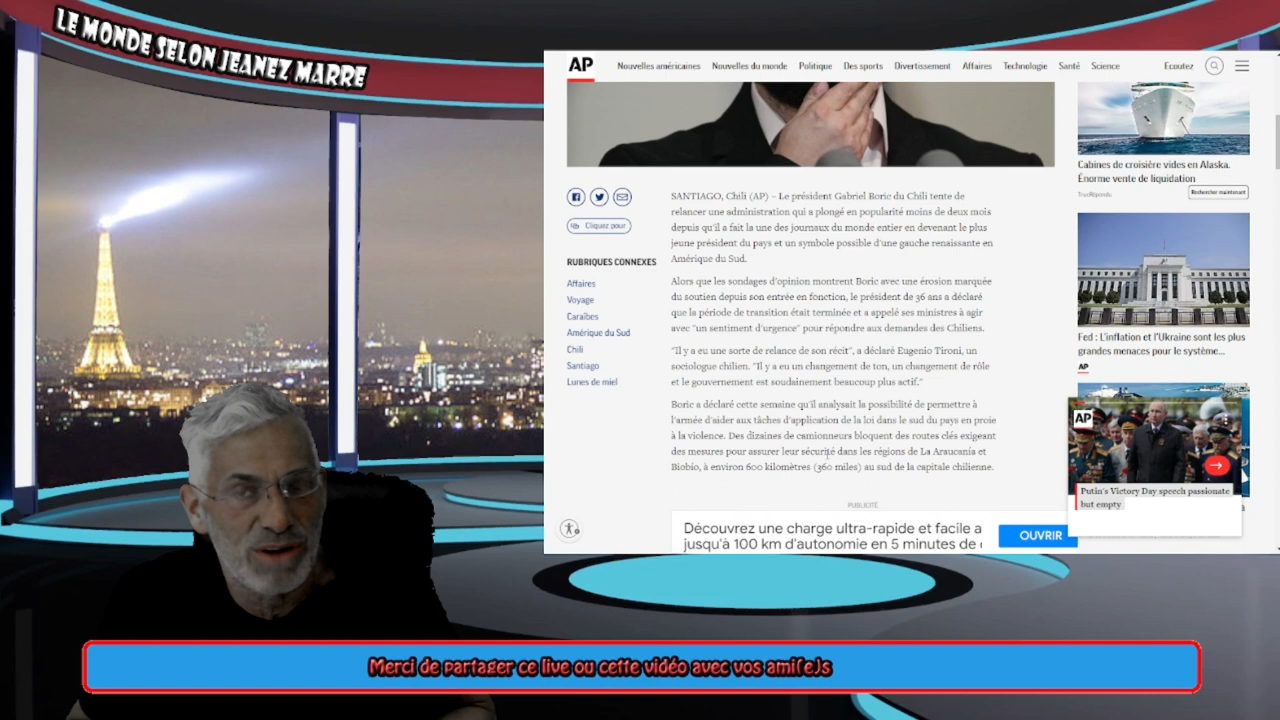 LE MONDE SELON JEANEZ MARRE
AP
Nouvelles américaines Nouvelles du monde Politique Des sports Divertissement Affaires Technologie Santé Science Ecoutez
Cliquez pour
RUBRIQUES CONNEXES
Affaires
Voyage
Caraïbes
Amérique du Sud
Chili
Santiago
Lunes de miel
SANTIAGO, Chili (AP) – Le président Gabriel Boric du Chili tente de
relancer une administration qui a plongé en popularité moins de deux mois
depuis qu'il a fait la une des journaux du monde entier en devenant le plus
jeune président du pays et un symbole possible d'une gauche renaissante en
Amérique du Sud.
Alors que les sondages d'opinion montrent Boric avec une érosion marquée
du soutien depuis son entrée en fonction, le président de 36 ans a déclaré
que la période de transition était terminée et a appelé ses ministres à agir
avec "un sentiment d'urgence" pour répondre aux demandes des Chiliens.
"Il y a eu une sorte de relance de son récit", a déclaré Eugenio Tironi, un
sociologue chilien. "Il y a eu un changement de ton, un changement de rôle
et le gouvernement est soudainement beaucoup plus actif."
Boric a déclaré cette semaine qu'il analysait la possibilité de permettre à
l'armée d'aider aux tâches d'application de la loi dans le sud du pays en proie
à la violence. Des dizaines de camionneurs bloquent des routes clés exigeant
des mesures pour assurer leur sécurité dans les régions de La Araucanía et
Biobío, à environ 600 kilomètres (360 miles) au sud de la capitale chilienne.
PUBLICITÉ
Découvrez une charge ultra-rapide et facile a
jusqu'à 100 km d'autonomie en 5 minutes de
OUVRIR
Cabines de croisière vides en Alaska.
Énorme vente de liquidation
TrucRépondu
Rechercher maintenant
Fed : L'inflation et l'Ukraine sont les plus
grandes menaces pour le système...
AP
AP
Putin's Victory Day speech passionate
but empty
Merci de partager ce live ou cette vidéo avec vos ami(e)s